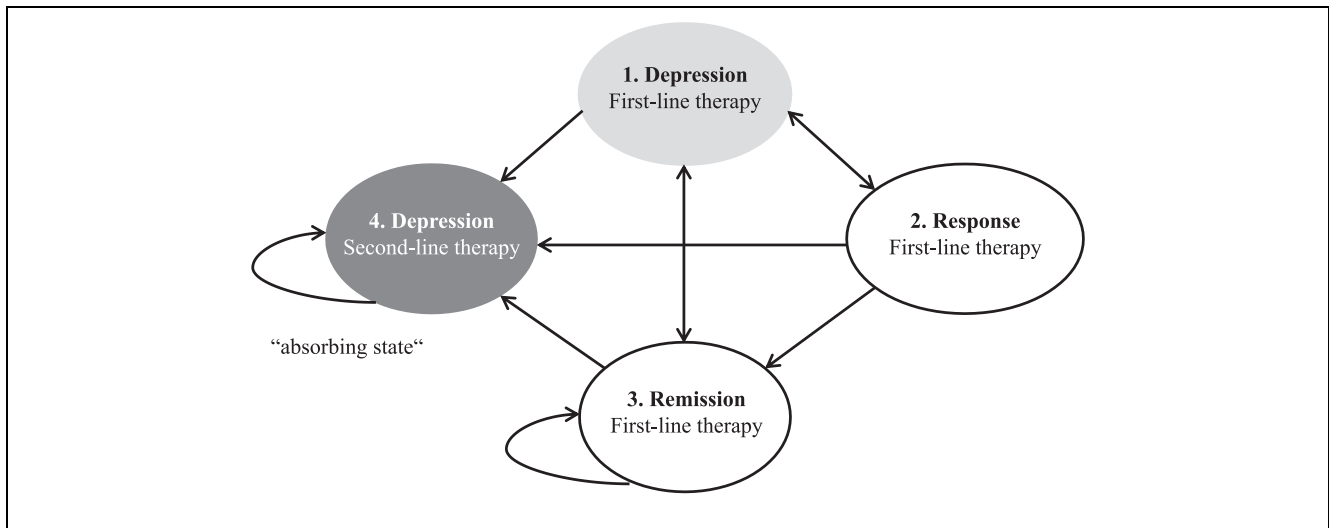 1. Depression
First-line therapy
4. Depression
Second-line therapy
2. Response
First-line therapy
“absorbing state“
3. Remission
First-line therapy